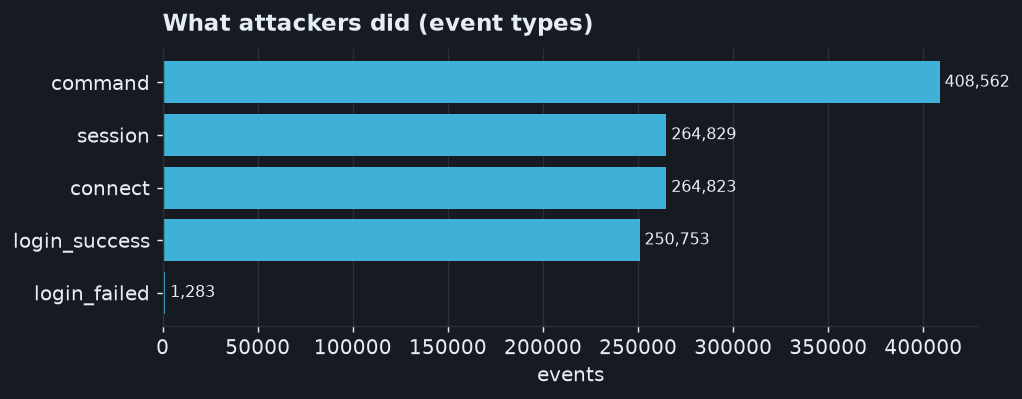 What attackers did (event types)
command 408,562
session 264,829
connect 264,823
login_success 250,753
login_failed 1,283
0 50000 100000 150000 200000 250000 300000 350000 400000
events